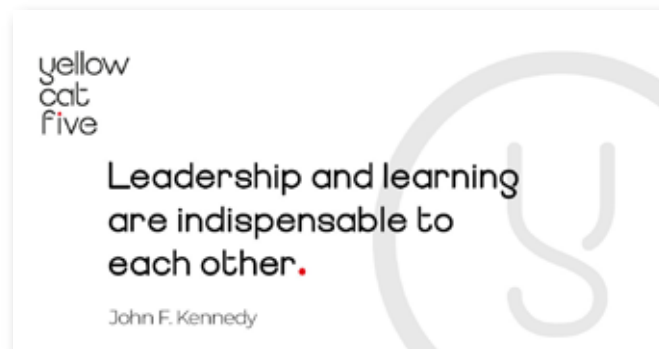 yellow
cat
five
Leadership and learning
are indispensable to
each other.
John F. Kennedy